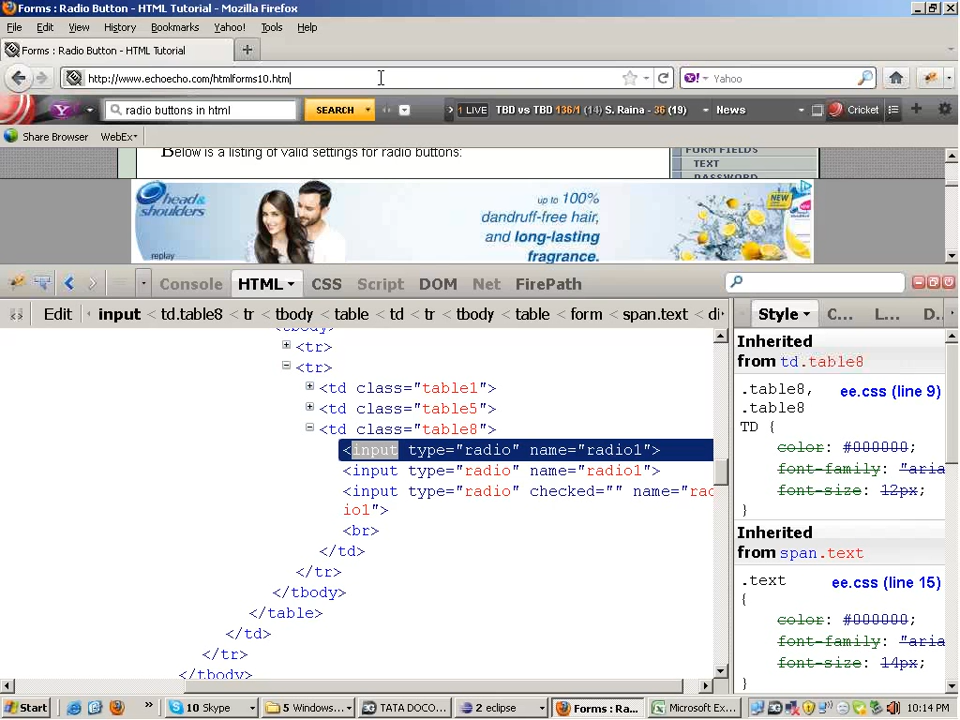 Forms : Radio Button - HTML Tutorial - Mozilla Firefox
File Edit View History Bookmarks Yahoo! Tools Help
Forms : Radio Button - HTML Tutorial
http://www.echoecho.com/htmlforms10.htm
Yahoo
radio buttons in html SEARCH 1 LIVE TBD vs TBD 136/1 (14) S. Raina - 36 (19) News Cricket
Share Browser WebEx
Below is a listing of valid settings for radio buttons:
FORM FIELDS
TEXT
PASSWORD
head&
shoulders
replay
up to 100%
dandruff-free hair,
and long-lasting
fragrance.
NEW
Console HTML CSS Script DOM Net FirePath
Edit input < td.table8 < tr < tbody < table < td < tr < tbody < table < form < span.text < di
Style C... L... D...
<tbody>
<tr>
<tr>
<td class="table1">
<td class="table5">
<td class="table8">
<input type="radio" name="radio1">
<input type="radio" name="radio1">
<input type="radio" checked="" name="rad
io1">
<br>
</td>
</tr>
</tbody>
</table>
</td>
</tr>
</tbody>
Inherited
from td.table8
.table8, ee.css (line 9)
.table8
TD {
color: #000000;
font-family: "aria
font-size: 12px;
}
Inherited
from span.text
.text ee.css (line 15)
{
color: #000000;
font-family: "aria
font-size: 14px;
}
Start 10 Skype 5 Windows... TATA DOCO... 2 eclipse Forms : Ra... Microsoft Ex... 10:14 PM